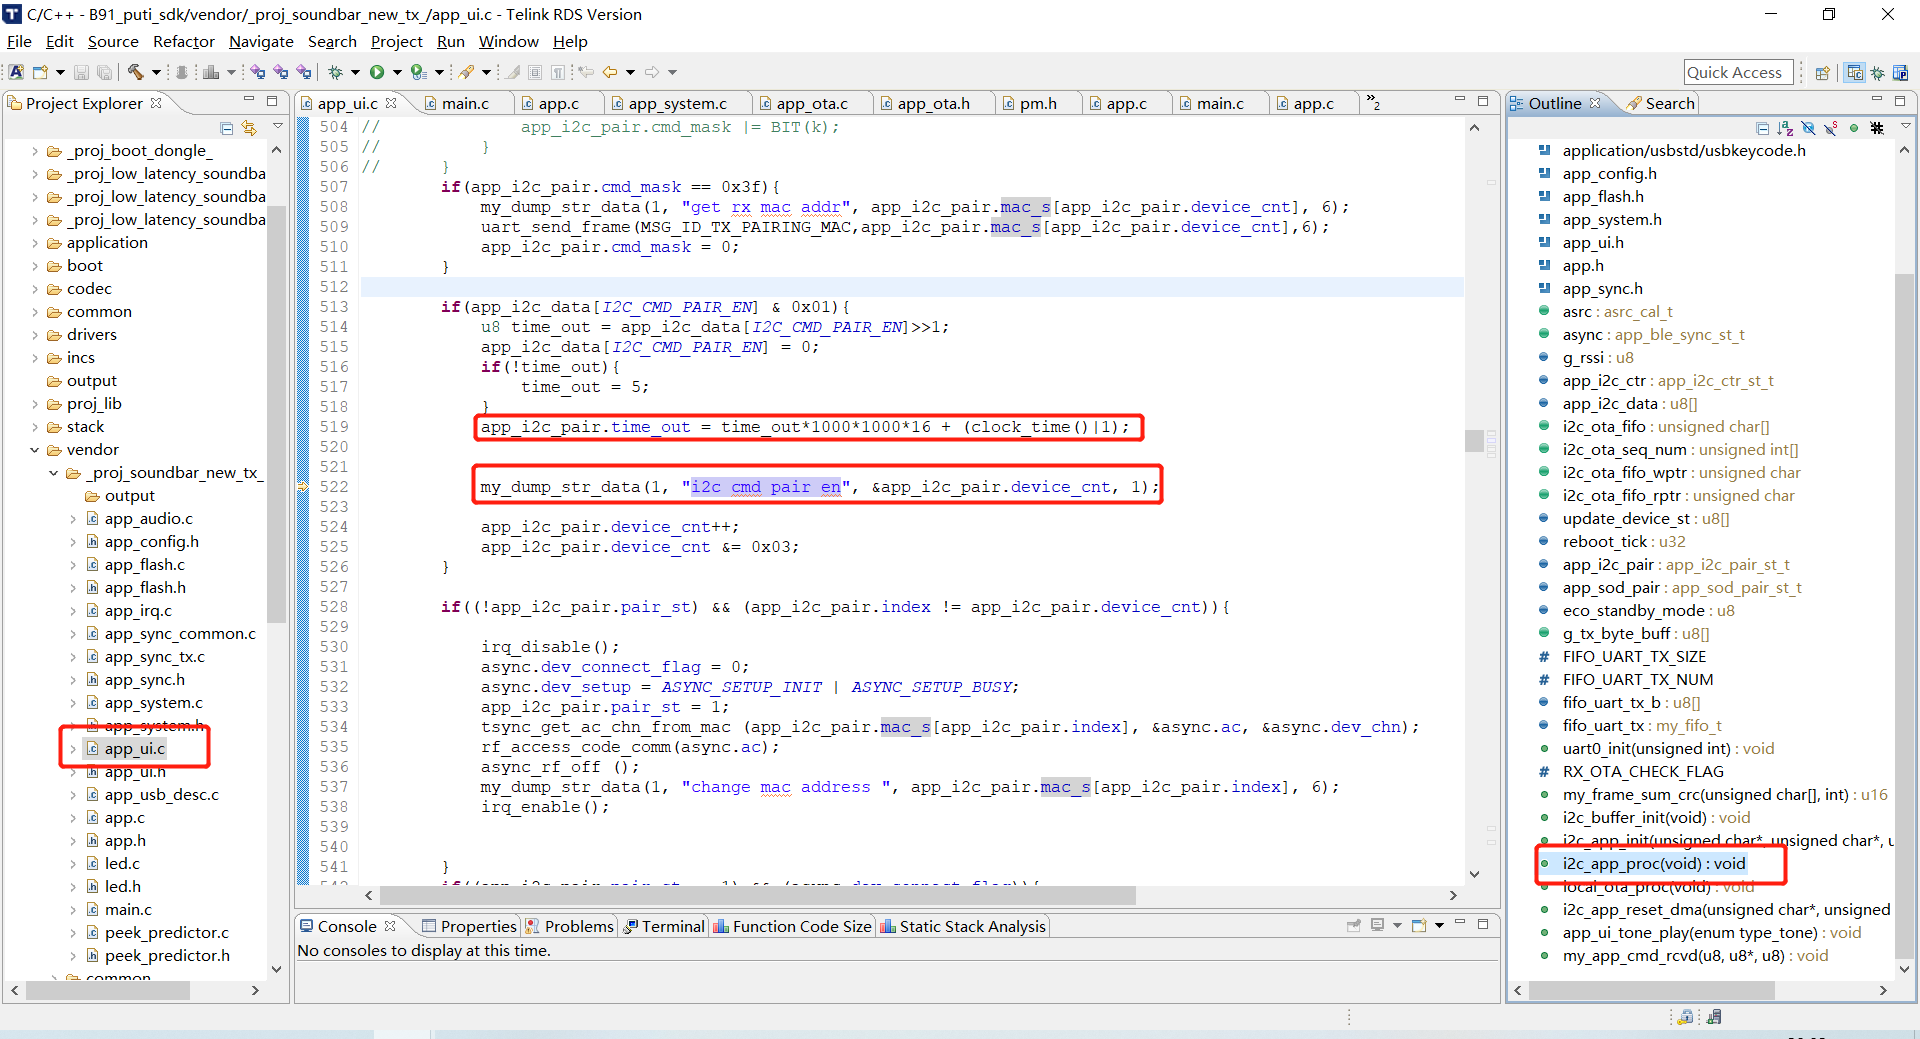 C/C++ - B91_puti_sdk/vendor/_proj_soundbar_new_tx_/app_ui.c - Telink RDS Version
File Edit Source Refactor Navigate Search Project Run Window Help
Quick Access
Project Explorer
_proj_boot_dongle_
_proj_low_latency_soundba
_proj_low_latency_soundba
_proj_low_latency_soundba
application
boot
codec
common
drivers
incs
output
proj_lib
stack
vendor
_proj_soundbar_new_tx_
output
app_audio.c
app_config.h
app_flash.c
app_flash.h
app_irq.c
app_sync_common.c
app_sync_tx.c
app_sync.h
app_system.c
app_system.h
app_ui.c
app_ui.h
app_usb_desc.c
app.c
app.h
led.c
led.h
main.c
peek_predictor.c
peek_predictor.h
common
app_ui.c main.c app.c app_system.c app_ota.c app_ota.h pm.h app.c main.c app.c »2
504 // app_i2c_pair.cmd_mask |= BIT(k);
505 // }
506 // }
507 if(app_i2c_pair.cmd_mask == 0x3f){
508 my_dump_str_data(1, "get rx mac addr", app_i2c_pair.mac_s[app_i2c_pair.device_cnt], 6);
509 uart_send_frame(MSG_ID_TX_PAIRING_MAC,app_i2c_pair.mac_s[app_i2c_pair.device_cnt],6);
510 app_i2c_pair.cmd_mask = 0;
511 }
512
513 if(app_i2c_data[I2C_CMD_PAIR_EN] & 0x01){
514 u8 time_out = app_i2c_data[I2C_CMD_PAIR_EN]>>1;
515 app_i2c_data[I2C_CMD_PAIR_EN] = 0;
516 if(!time_out){
517 time_out = 5;
518 }
519 app_i2c_pair.time_out = time_out*1000*1000*16 + (clock_time()|1);
520
521
522 my_dump_str_data(1, "i2c cmd pair en", &app_i2c_pair.device_cnt, 1);
523
524 app_i2c_pair.device_cnt++;
525 app_i2c_pair.device_cnt &= 0x03;
526 }
527
528 if((!app_i2c_pair.pair_st) && (app_i2c_pair.index != app_i2c_pair.device_cnt)){
529
530 irq_disable();
531 async.dev_connect_flag = 0;
532 async.dev_setup = ASYNC_SETUP_INIT | ASYNC_SETUP_BUSY;
533 app_i2c_pair.pair_st = 1;
534 tsync_get_ac_chn_from_mac (app_i2c_pair.mac_s[app_i2c_pair.index], &async.ac, &async.dev_chn);
535 rf_access_code_comm(async.ac);
536 async_rf_off ();
537 my_dump_str_data(1, "change mac address ", app_i2c_pair.mac_s[app_i2c_pair.index], 6);
538 irq_enable();
539
540
541 }
Console Properties Problems Terminal Function Code Size Static Stack Analysis
No consoles to display at this time.
Outline Search
application/usbstd/usbkeycode.h
app_config.h
app_flash.h
app_system.h
app_ui.h
app.h
app_sync.h
asrc : asrc_cal_t
async : app_ble_sync_st_t
g_rssi : u8
app_i2c_ctr : app_i2c_ctr_st_t
app_i2c_data : u8[]
i2c_ota_fifo : unsigned char[]
i2c_ota_seq_num : unsigned int[]
i2c_ota_fifo_wptr : unsigned char
i2c_ota_fifo_rptr : unsigned char
update_device_st : u8[]
reboot_tick : u32
app_i2c_pair : app_i2c_pair_st_t
app_sod_pair : app_sod_pair_st_t
eco_standby_mode : u8
g_tx_byte_buff : u8[]
# FIFO_UART_TX_SIZE
# FIFO_UART_TX_NUM
fifo_uart_tx_b : u8[]
fifo_uart_tx : my_fifo_t
uart0_init(unsigned int) : void
# RX_OTA_CHECK_FLAG
my_frame_sum_crc(unsigned char[], int) : u16
i2c_buffer_init(void) : void
i2c_app_init(unsigned char*, unsigned char*, u
i2c_app_proc(void) : void
local_ota_proc(void) : void
i2c_app_reset_dma(unsigned char*, unsigned
app_ui_tone_play(enum type_tone) : void
my_app_cmd_rcvd(u8, u8*, u8) : void